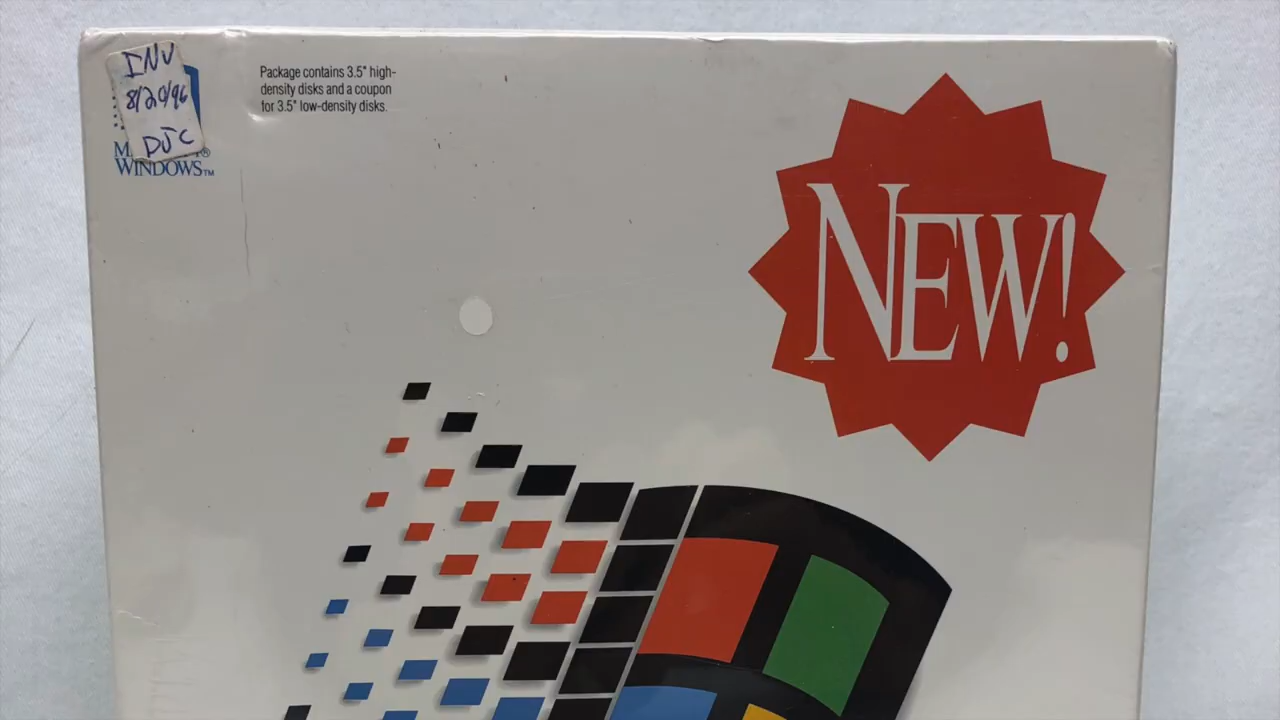 INV
8/20/96
DJC
WINDOWS™
Package contains 3.5" high-
density disks and a coupon
for 3.5" low-density disks.
NEW!